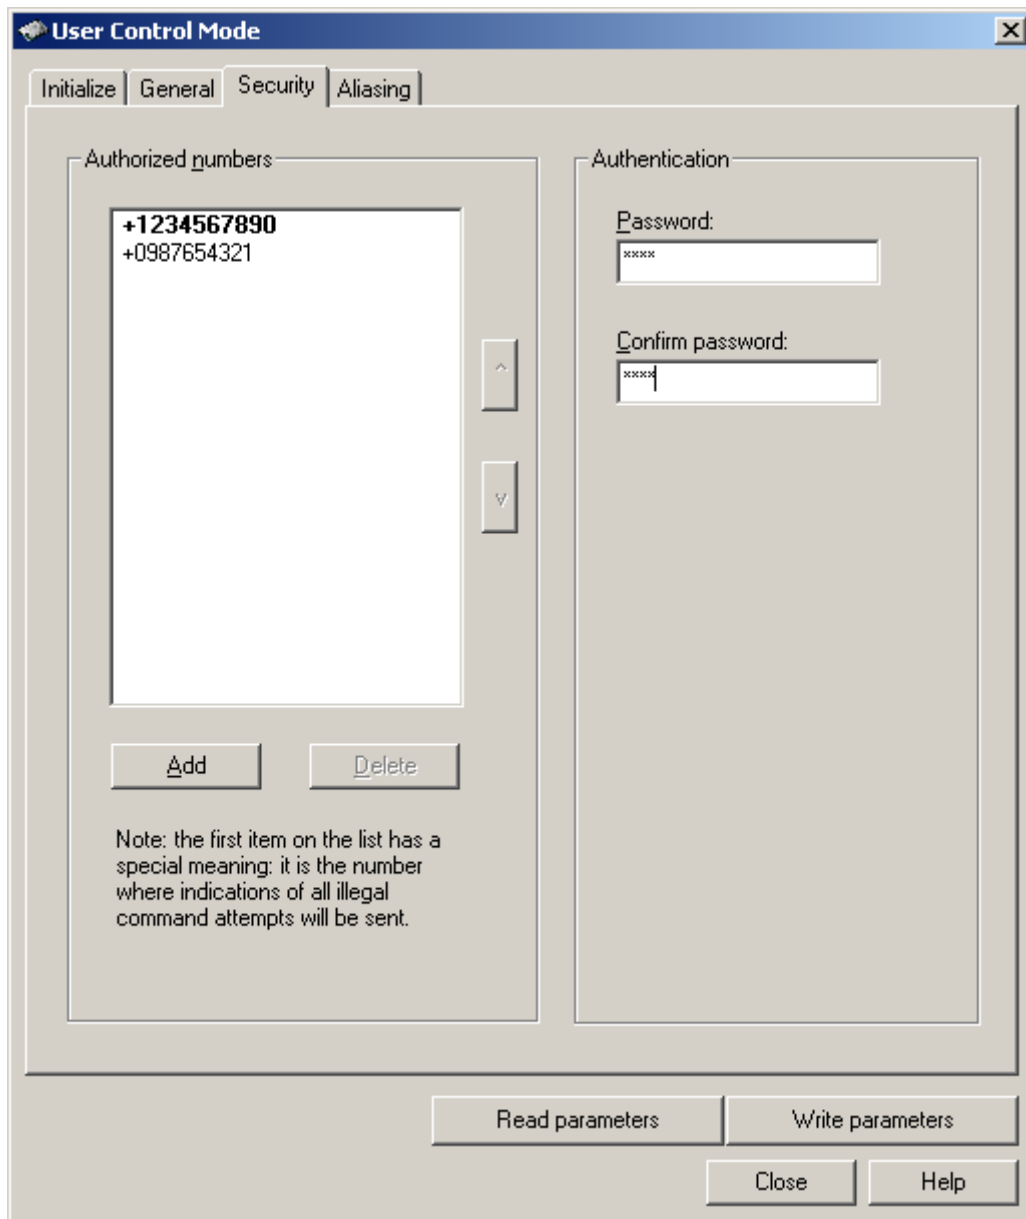 User Control Mode
Initialize General Security Aliasing
Authorized numbers
+1234567890
+0987654321
Add Delete
Note: the first item on the list has a
special meaning: it is the number
where indications of all illegal
command attempts will be sent.
Authentication
Password:
****
Confirm password:
****
Read parameters Write parameters
Close Help